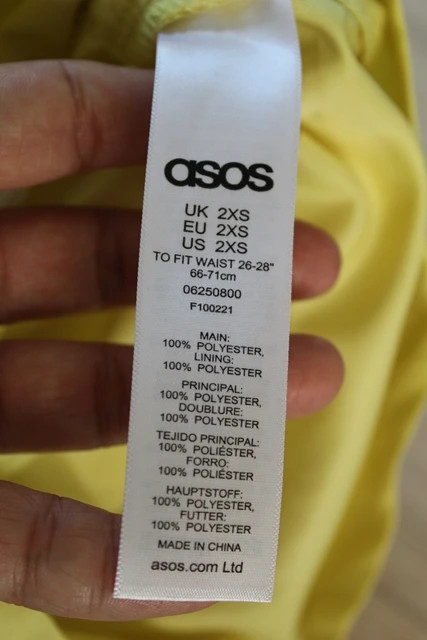 asos
UK 2XS
EU 2XS
US 2XS
TO FIT WAIST 26-28"
66-71cm
06250800
F100221
MAIN:
100% POLYESTER,
LINING:
100% POLYESTER
PRINCIPAL:
100% POLYESTER,
DOUBLURE:
100% POLYESTER
TEJIDO PRINCIPAL:
100% POLIÉSTER,
FORRO:
100% POLIÉSTER
HAUPTSTOFF:
100% POLYESTER,
FUTTER:
100% POLYESTER
MADE IN CHINA
asos.com Ltd